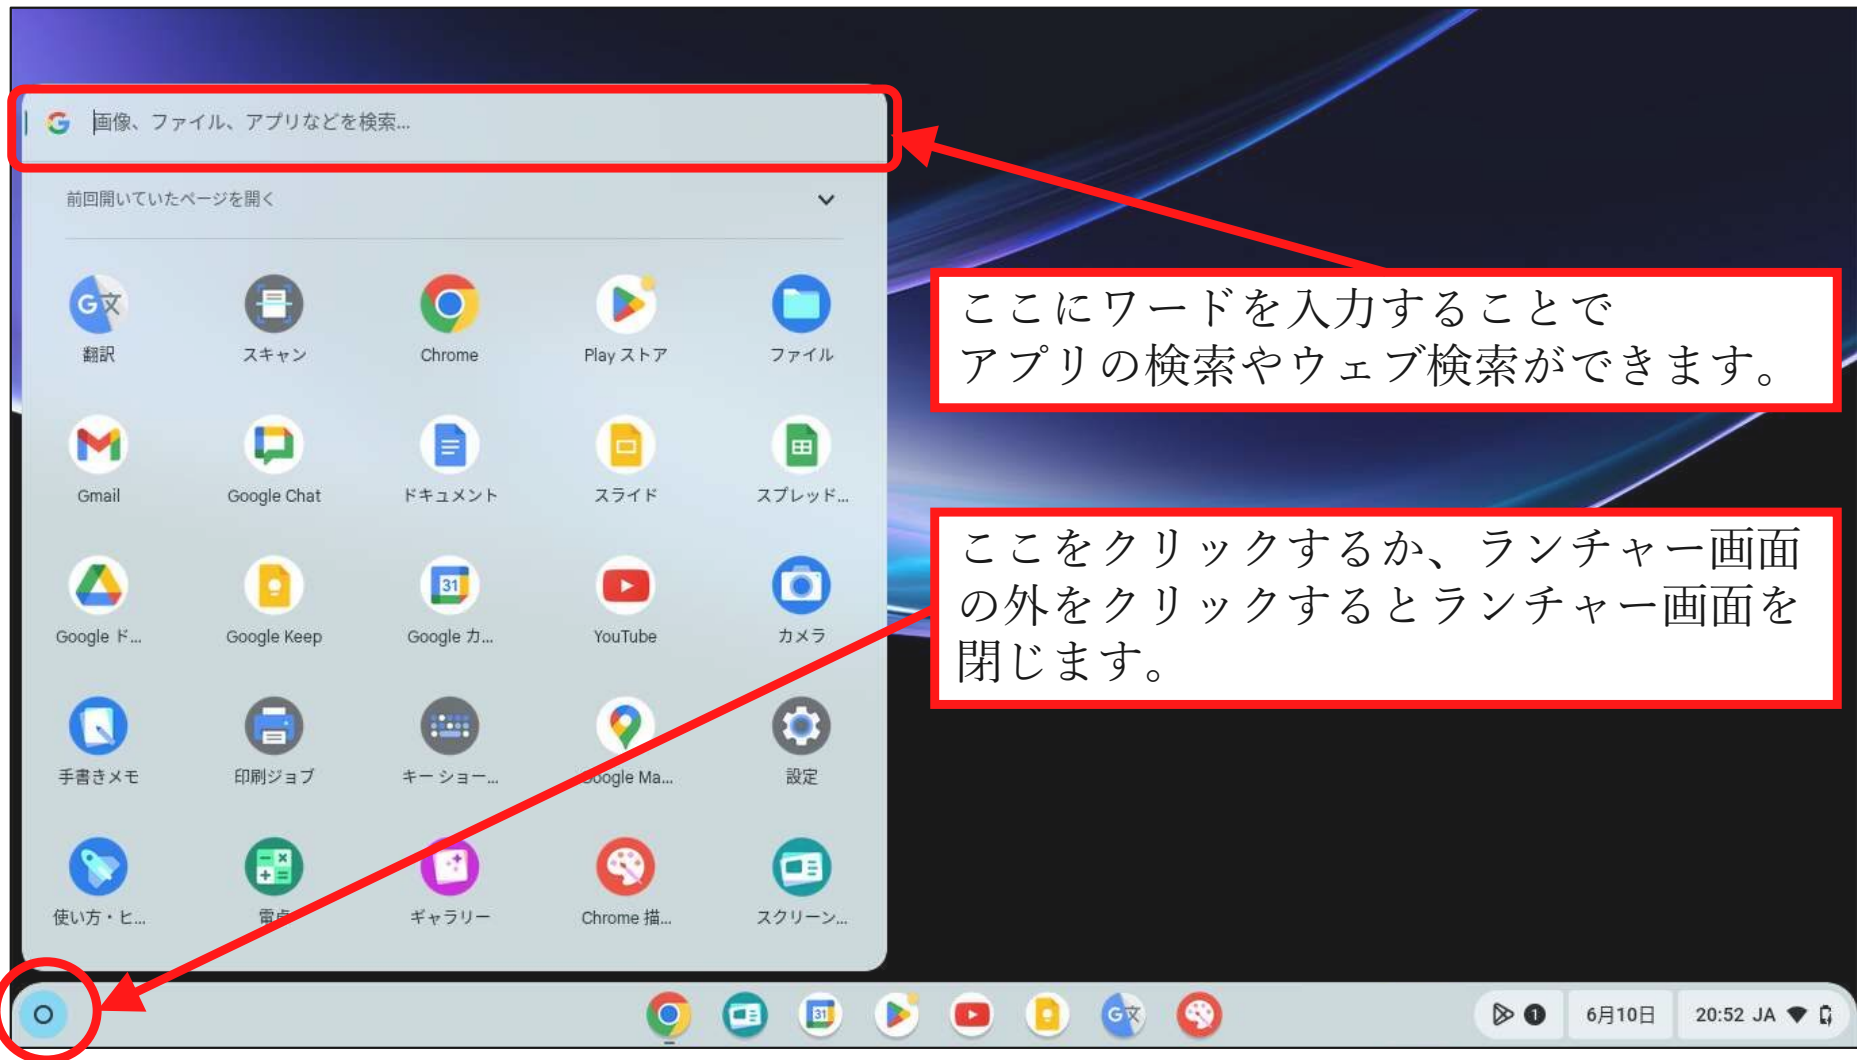 画像、ファイル、アプリなどを検索...
前回開いていたページを開く
翻訳
スキャン
Chrome
Play ストア
ファイル
Gmail
Google Chat
ドキュメント
スライド
スプレッド...
Google ド...
Google Keep
31
Google カ...
YouTube
カメラ
手書きメモ
印刷ジョブ
キー ショー...
Google Ma...
設定
使い方・ヒ...
電卓
ギャラリー
Chrome 描...
スクリーン...
ここにワードを入力することで
アプリの検索やウェブ検索ができます。
ここをクリックするか、ランチャー画面
の外をクリックするとランチャー画面を
閉じます。
31
1
6月10日
20:52 JA